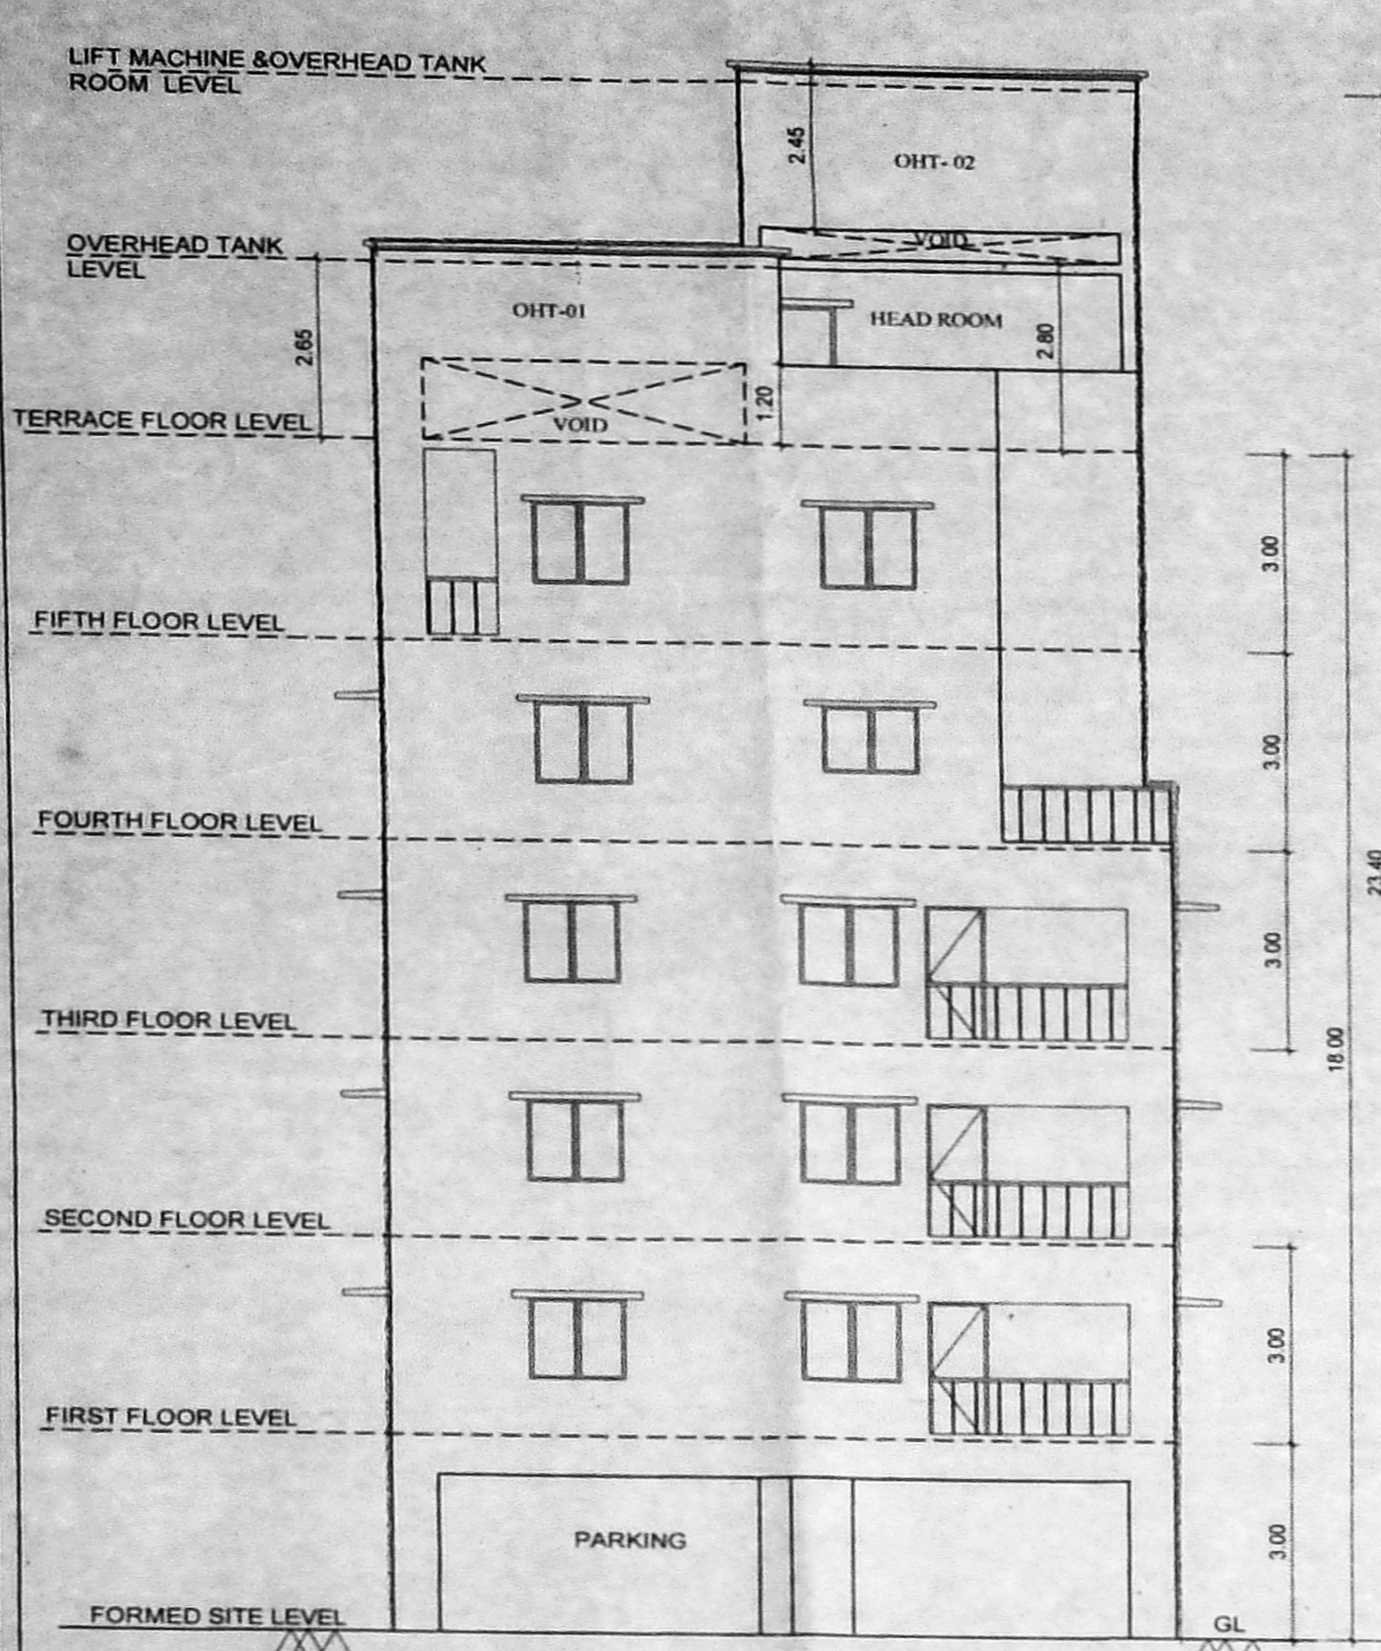 LIFT MACHINE &OVERHEAD TANK
ROOM LEVEL
2.45
OHT- 02
OVERHEAD TANK
LEVEL
VOID
OHT-01
HEAD ROOM
2.65
2.80
1.20
TERRACE FLOOR LEVEL
VOID
3.00
FIFTH FLOOR LEVEL
3.00
FOURTH FLOOR LEVEL
23.40
3.00
THIRD FLOOR LEVEL
18.00
SECOND FLOOR LEVEL
3.00
FIRST FLOOR LEVEL
PARKING
3.00
FORMED SITE LEVEL
GL